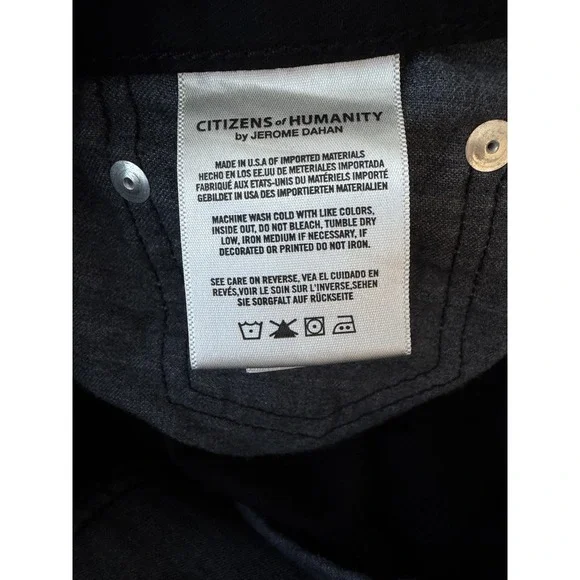 CITIZENS of HUMANITY
by JEROME DAHAN
MADE IN U.S.A OF IMPORTED MATERIALS
HECHO EN LOS EE.UU DE METERIALES IMPORTADA
FABRIQUÉ AUX ETATS-UNIS DU MATÉRIELS IMPORTÉ
GEBILDET IN USA DES IMPORTIERTEN MATERIALIEN
MACHINE WASH COLD WITH LIKE COLORS,
INSIDE OUT, DO NOT BLEACH, TUMBLE DRY
LOW, IRON MEDIUM IF NECESSARY, IF
DECORATED OR PRINTED DO NOT IRON.
SEE CARE ON REVERSE, VEA EL CUIDADO EN
REVÉS,VOIR LE SOIN SUR L'INVERSE,SEHEN
SIE SORGFALT AUF RÜCKSEITE